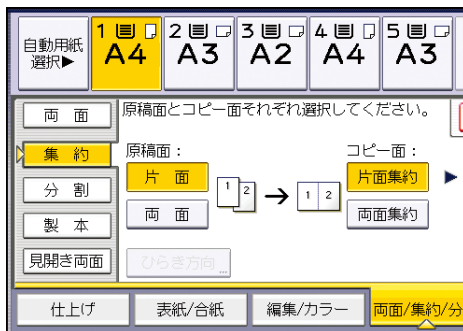 自動用紙
選択▶
1
A4
2
A3
3
A2
4
A4
5
A3
両 面
原稿面とコピー面それぞれ選択してください。
集 約
原稿面：
コピー面：
片 面
1
2
→
1
2
片面集約
分 割
両 面
両面集約
製 本
見開き両面
ひらき方向...
仕上げ
表紙/合紙
編集/カラー
両面/集約/分